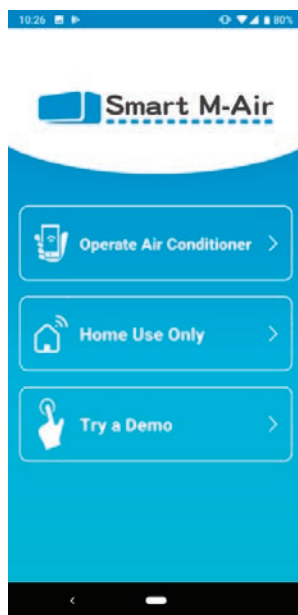 10:26 80%
Smart M-Air
Operate Air Conditioner
Home Use Only
Try a Demo